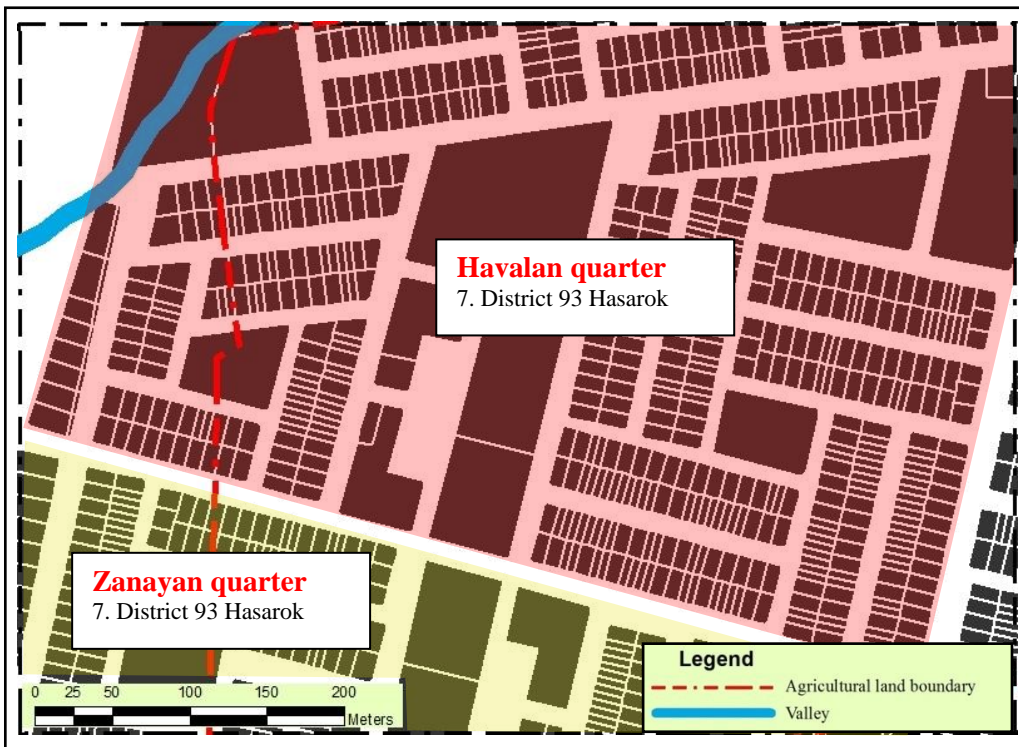 Havalan quarter
7. District 93 Hasarok
Zanayan quarter
7. District 93 Hasarok
Legend
Agricultural land boundary
Valley
0 25 50 100 150 200
Meters